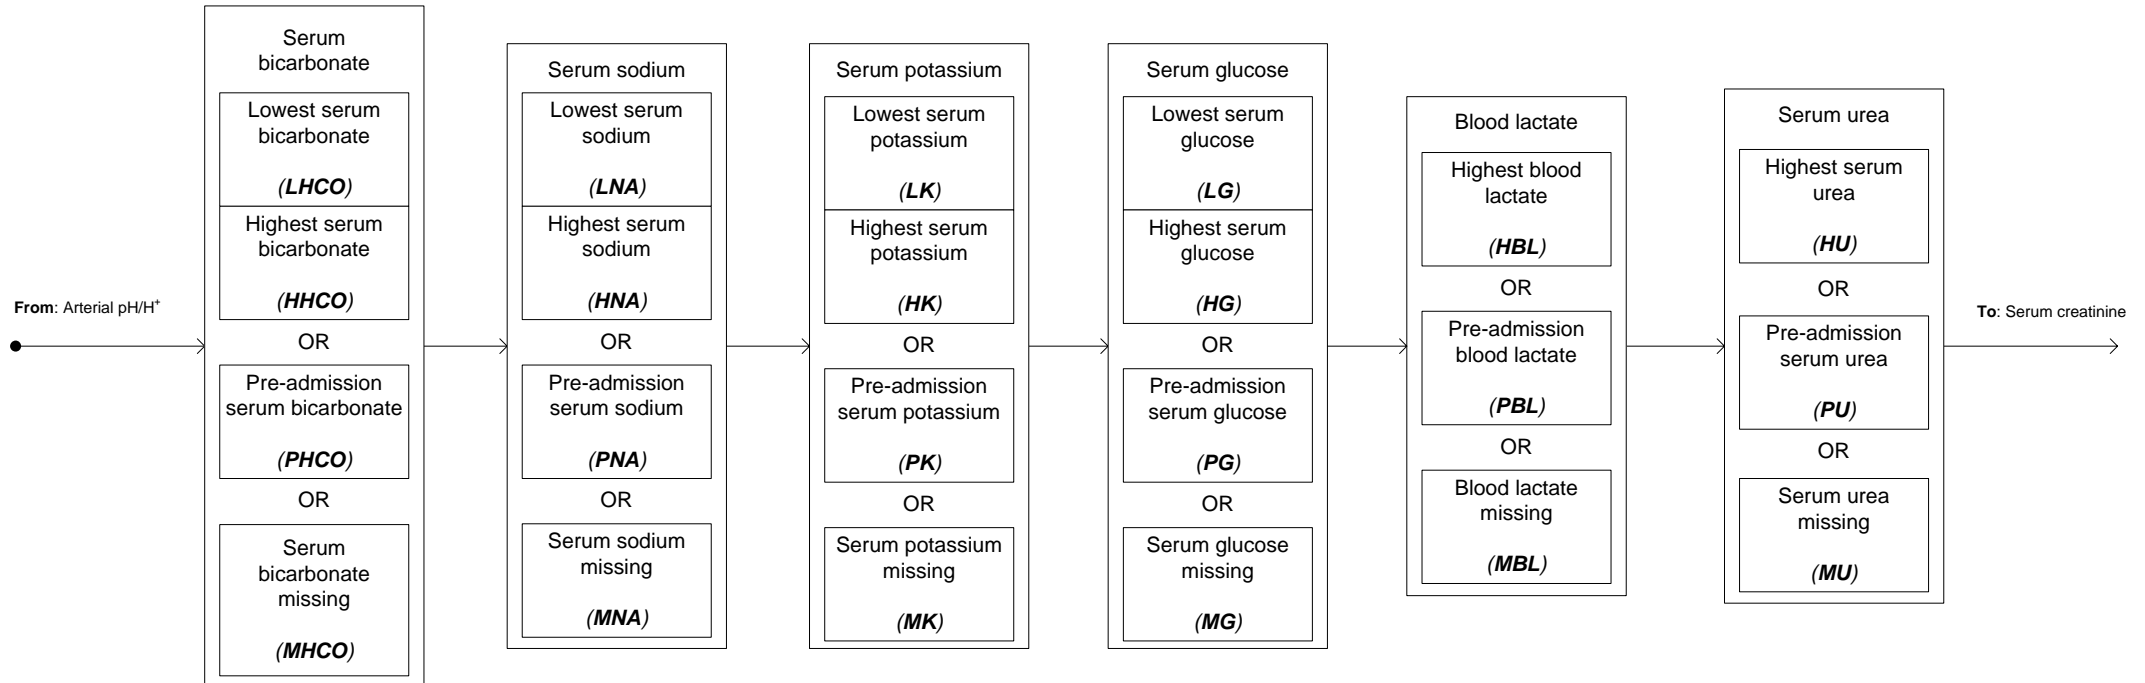 From: Arterial pH/H+
Serum
bicarbonate
Lowest serum
bicarbonate
(LHCO)
Highest serum
bicarbonate
(HHCO)
OR
Pre-admission
serum bicarbonate
(PHCO)
OR
Serum
bicarbonate
missing
(MHCO)
Serum sodium
Lowest serum
sodium
(LNA)
Highest serum
sodium
(HNA)
OR
Pre-admission
serum sodium
(PNA)
OR
Serum sodium
missing
(MNA)
Serum potassium
Lowest serum
potassium
(LK)
Highest serum
potassium
(HK)
OR
Pre-admission
serum potassium
(PK)
OR
Serum potassium
missing
(MK)
Serum glucose
Lowest serum
glucose
(LG)
Highest serum
glucose
(HG)
OR
Pre-admission
serum glucose
(PG)
OR
Serum glucose
missing
(MG)
Blood lactate
Highest blood
lactate
(HBL)
OR
Pre-admission
blood lactate
(PBL)
OR
Blood lactate
missing
(MBL)
Serum urea
Highest serum
urea
(HU)
OR
Pre-admission
serum urea
(PU)
OR
Serum urea
missing
(MU)
To: Serum creatinine